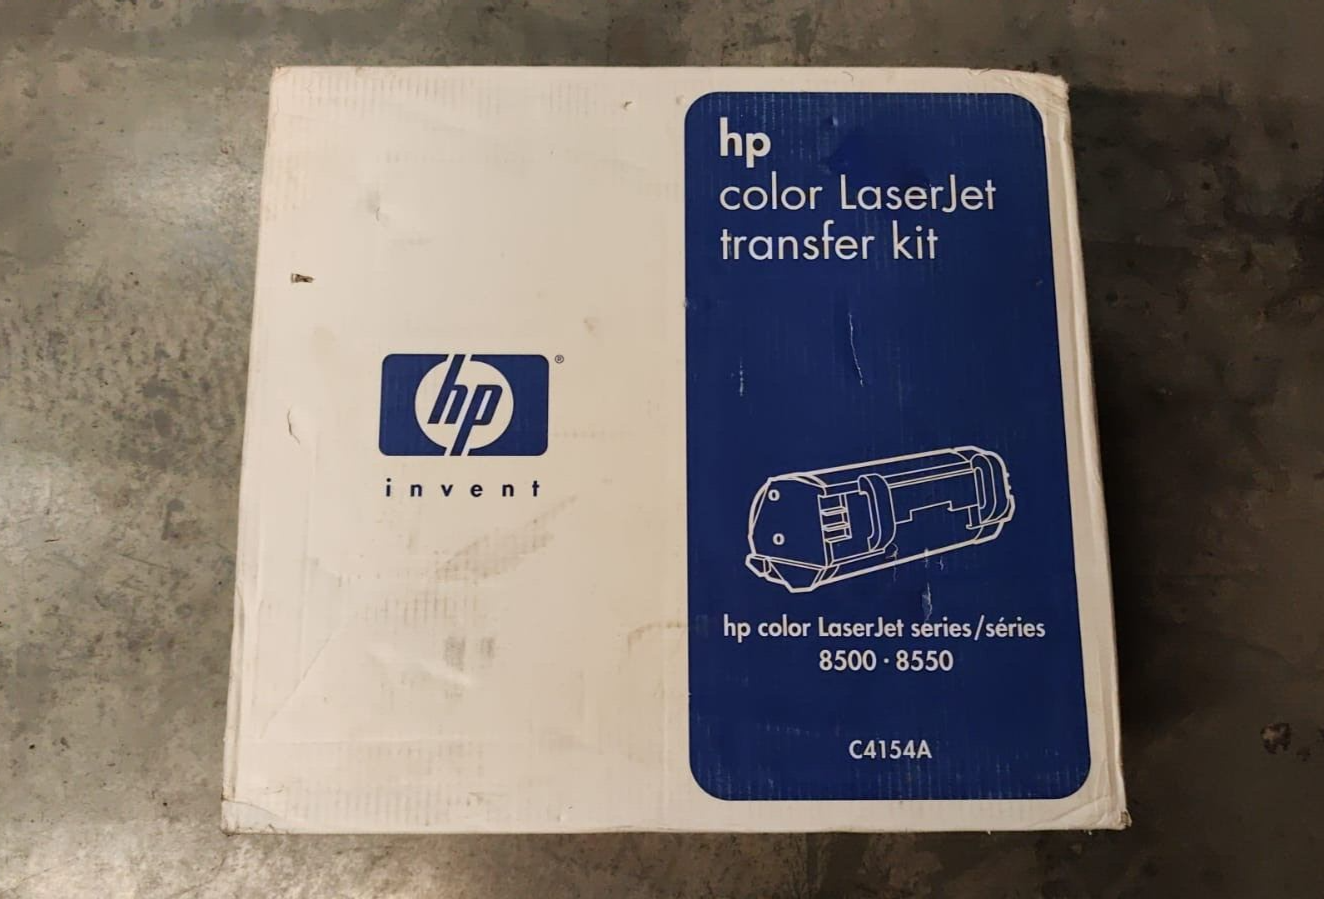 hp
color LaserJet
transfer kit
hp ®
invent
hp color LaserJet series/séries
8500 · 8550
C4154A